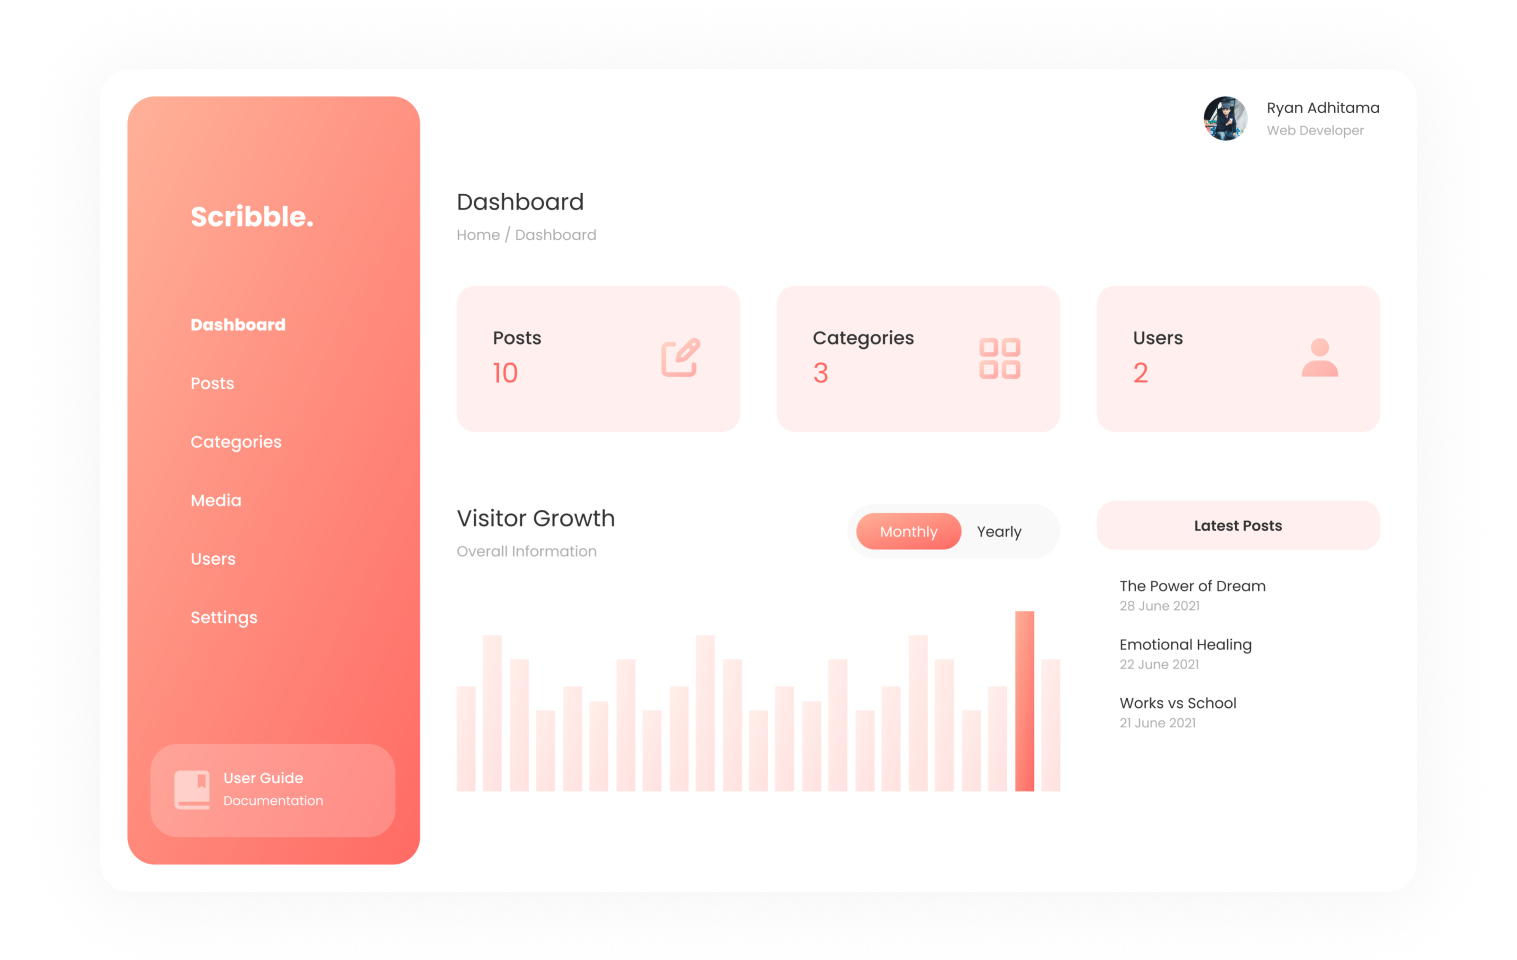 Scribble.
Dashboard
Posts
Categories
Media
Users
Settings
User Guide
Documentation
Ryan Adhitama
Web Developer
Dashboard
Home / Dashboard
Posts
10
Categories
3
Users
2
Visitor Growth
Overall Information
Monthly
Yearly
Latest Posts
The Power of Dream
28 June 2021
Emotional Healing
22 June 2021
Works vs School
21 June 2021